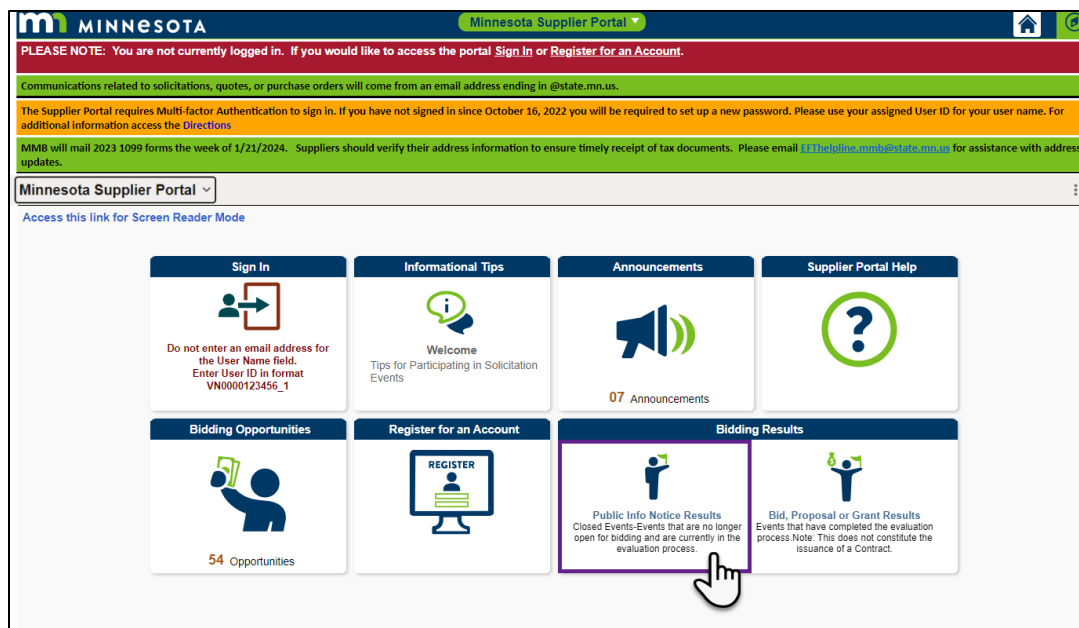 mn MINNESOTA
Minnesota Supplier Portal
PLEASE NOTE: You are not currently logged in. If you would like to access the portal Sign In or Register for an Account.
Communications related to solicitations, quotes, or purchase orders will come from an email address ending in @state.mn.us.
The Supplier Portal requires Multi-factor Authentication to sign in. If you have not signed in since October 16, 2022 you will be required to set up a new password. Please use your assigned User ID for your user name. For
additional information access the Directions
MMB will mail 2023 1099 forms the week of 1/21/2024. Suppliers should verify their address information to ensure timely receipt of tax documents. Please email EFThelpline.mmb@state.mn.us for assistance with address
updates.
Minnesota Supplier Portal
Access this link for Screen Reader Mode
Sign In
Do not enter an email address for
the User Name field.
Enter User ID in format
VN0000123456_1
Informational Tips
Welcome
Tips for Participating in Solicitation
Events
Announcements
07 Announcements
Supplier Portal Help
?
Bidding Opportunities
54 Opportunities
Register for an Account
REGISTER
Bidding Results
Public Info Notice Results
Closed Events-Events that are no longer
open for bidding and are currently in the
evaluation process.
Bid, Proposal or Grant Results
Events that have completed the evaluation
process.Note: This does not constitute the
issuance of a Contract.